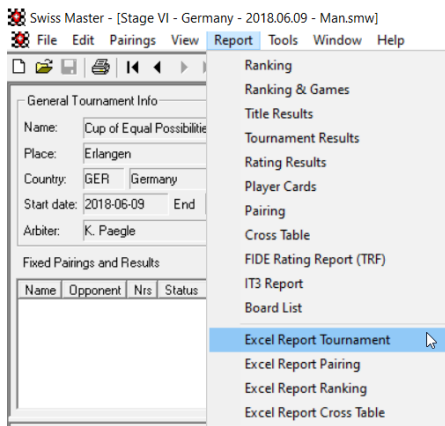 Swiss Master - [Stage VI - Germany - 2018.06.09 - Man.smw]
File Edit Pairings View Report Tools Window Help
General Tournament Info
Name: Cup of Equal Possibilitie
Place: Erlangen
Country: GER Germany
Start date: 2018-06-09 End
Arbiter: K. Paegle
Fixed Pairings and Results
Name Opponent Nrs Status
Ranking
Ranking & Games
Title Results
Tournament Results
Rating Results
Player Cards
Pairing
Cross Table
FIDE Rating Report (TRF)
IT3 Report
Board List
Excel Report Tournament
Excel Report Pairing
Excel Report Ranking
Excel Report Cross Table